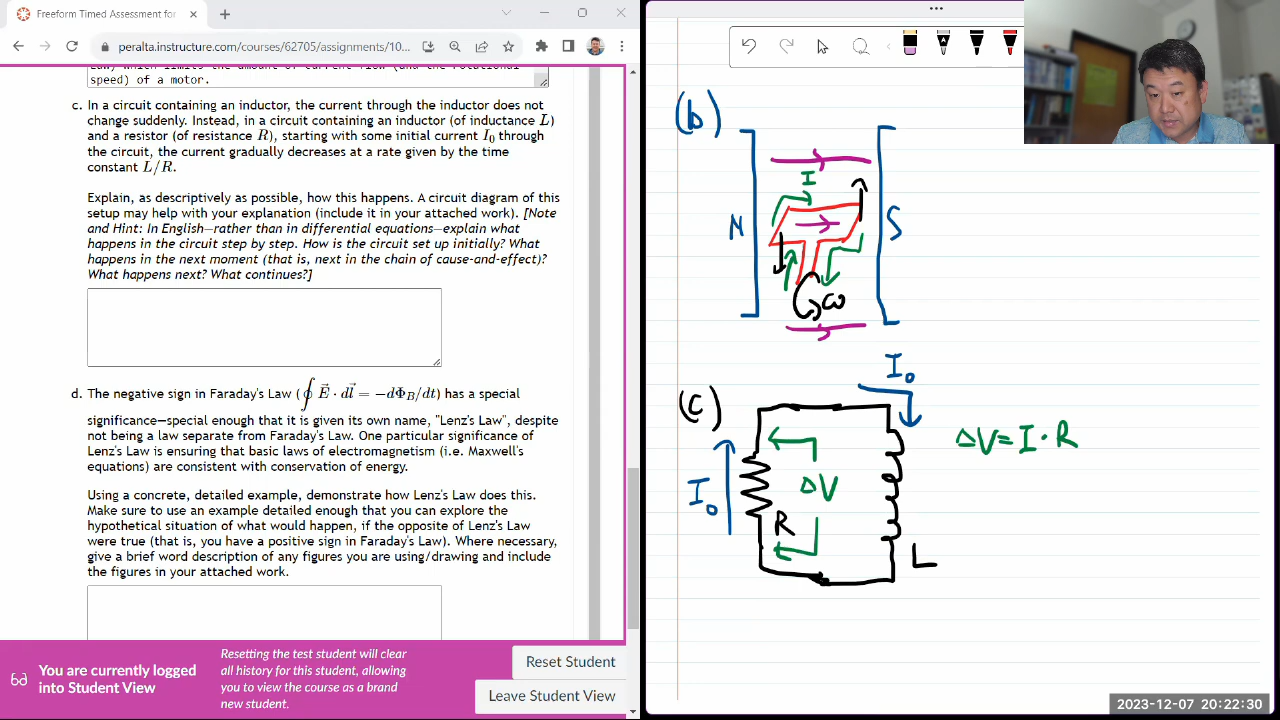 Freeform Timed Assessment for
peralta.instructure.com/courses/62705/assignments/10...
Law) which limits the amount of current flow (and the rotational
speed) of a motor.
c. In a circuit containing an inductor, the current through the inductor does not
change suddenly. Instead, in a circuit containing an inductor (of inductance L)
and a resistor (of resistance R), starting with some initial current I₀ through
the circuit, the current gradually decreases at a rate given by the time
constant L/R.
Explain, as descriptively as possible, how this happens. A circuit diagram of this
setup may help with your explanation (include it in your attached work). [Note
and Hint: In English—rather than in differential equations—explain what
happens in the circuit step by step. How is the circuit set up initially? What
happens in the next moment (that is, next in the chain of cause-and-effect)?
What happens next? What continues?]
d. The negative sign in Faraday's Law (∮ E⃗ · dl⃗ = −dΦ_B/dt) has a special
significance—special enough that it is given its own name, "Lenz's Law", despite
not being a law separate from Faraday's Law. One particular significance of
Lenz's Law is ensuring that basic laws of electromagnetism (i.e. Maxwell's
equations) are consistent with conservation of energy.
Using a concrete, detailed example, demonstrate how Lenz's Law does this.
Make sure to use an example detailed enough that you can explore the
hypothetical situation of what would happen, if the opposite of Lenz's Law
were true (that is, you have a positive sign in Faraday's Law). Where necessary,
give a brief word description of any figures you are using/drawing and include
the figures in your attached work.
You are currently logged
into Student View
Resetting the test student will clear
all history for this student, allowing
you to view the course as a brand
new student.
Reset Student
Leave Student View
(b)
I
N
S
ω
(c)
I₀
I₀
ΔV
R
L
ΔV = I · R
2023-12-07 20:22:30